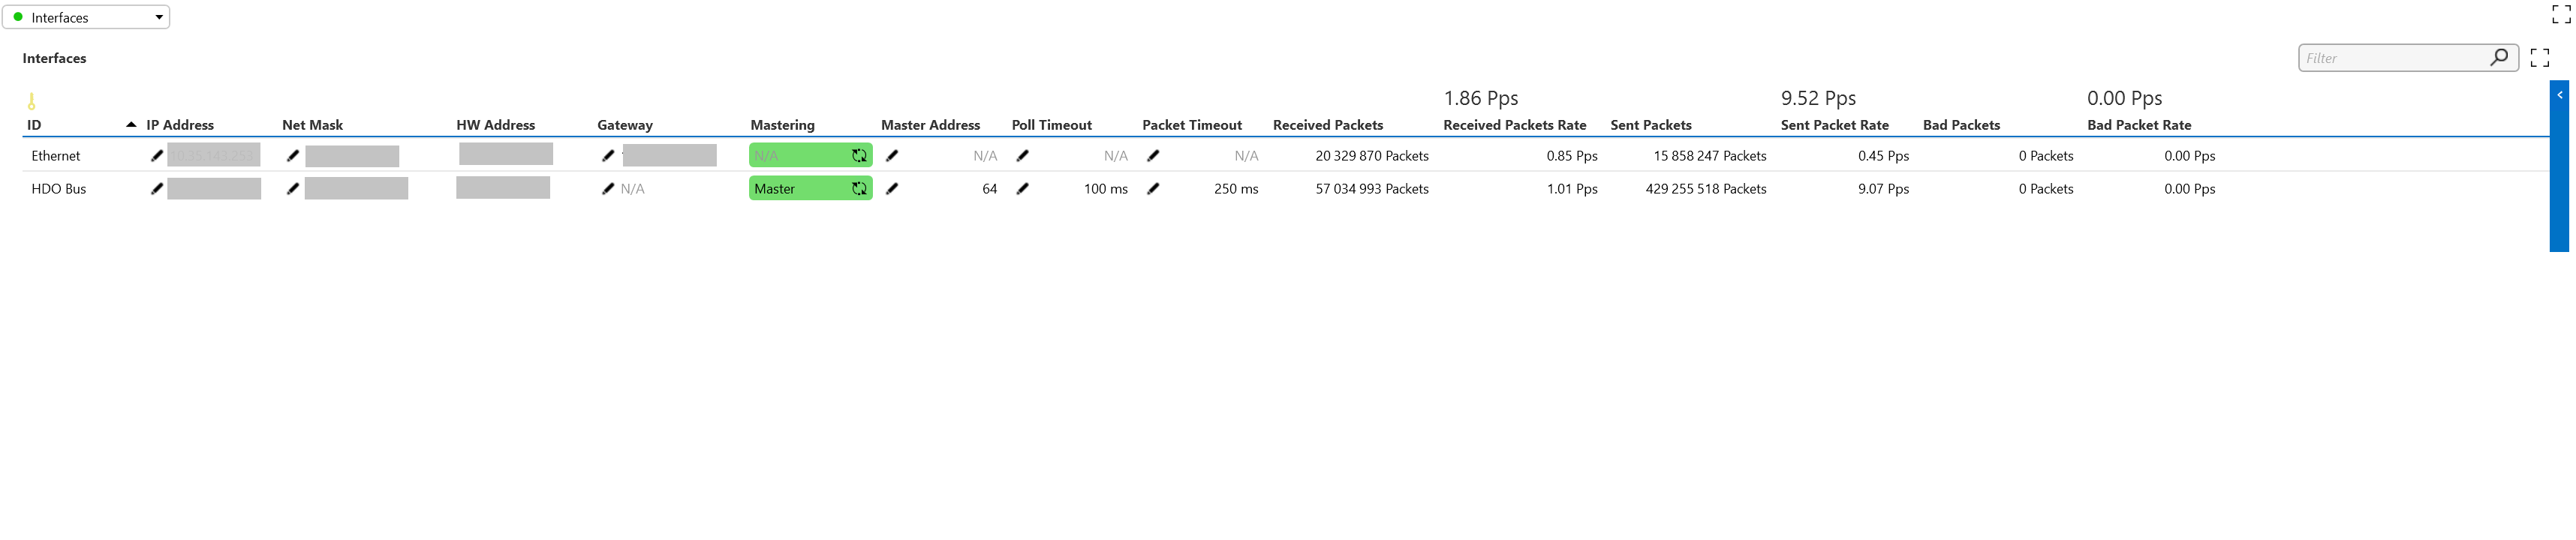 Interfaces
Interfaces
Filter
1.86 Pps 9.52 Pps 0.00 Pps
ID IP Address Net Mask HW Address Gateway Mastering Master Address Poll Timeout Packet Timeout Received Packets Received Packets Rate Sent Packets Sent Packet Rate Bad Packets Bad Packet Rate
Ethernet N/A N/A N/A N/A 20 329 870 Packets 0.85 Pps 15 858 247 Packets 0.45 Pps 0 Packets 0.00 Pps
HDO Bus N/A Master 64 100 ms 250 ms 57 034 993 Packets 1.01 Pps 429 255 518 Packets 9.07 Pps 0 Packets 0.00 Pps